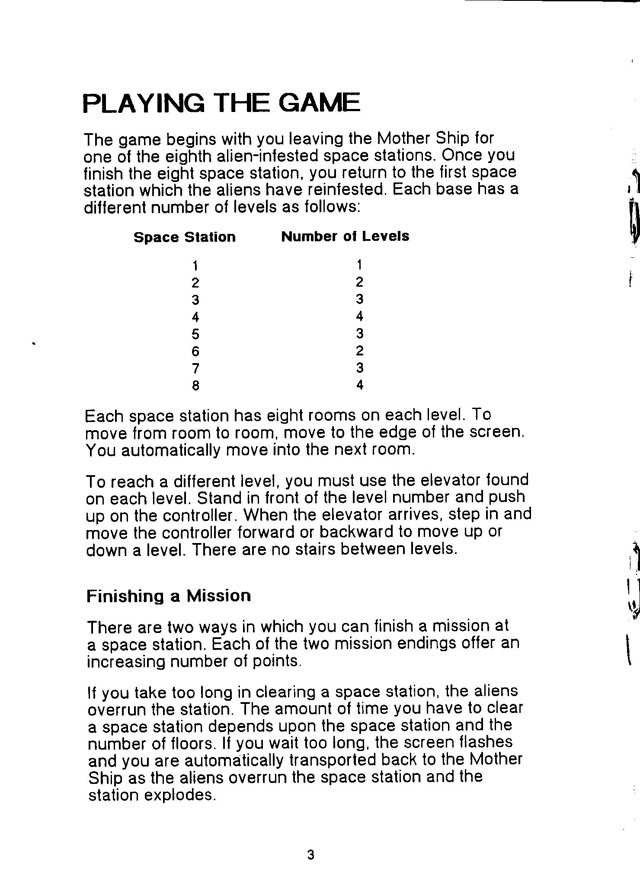 PLAYING THE GAME
The game begins with you leaving the Mother Ship for
one of the eighth alien-infested space stations. Once you
finish the eight space station, you return to the first space
station which the aliens have reinfested. Each base has a
different number of levels as follows:
Space Station Number of Levels
1 1
2 2
3 3
4 4
5 3
6 2
7 3
8 4
Each space station has eight rooms on each level. To
move from room to room, move to the edge of the screen.
You automatically move into the next room.
To reach a different level, you must use the elevator found
on each level. Stand in front of the level number and push
up on the controller. When the elevator arrives, step in and
move the controller forward or backward to move up or
down a level. There are no stairs between levels.
Finishing a Mission
There are two ways in which you can finish a mission at
a space station. Each of the two mission endings offer an
increasing number of points.
If you take too long in clearing a space station, the aliens
overrun the station. The amount of time you have to clear
a space station depends upon the space station and the
number of floors. If you wait too long, the screen flashes
and you are automatically transported back to the Mother
Ship as the aliens overrun the space station and the
station explodes.
3